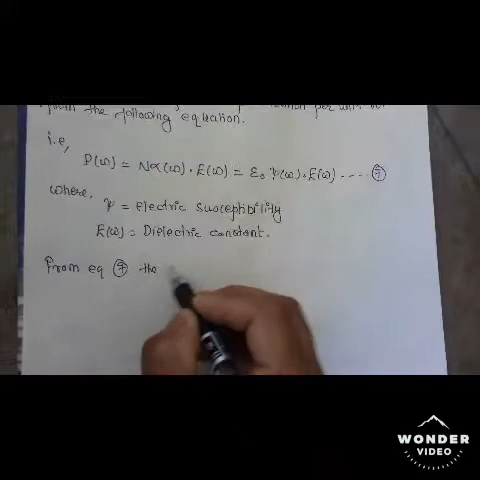 the following equation.
i.e,
P(ω) = Nα(ω) · E(ω) = ε₀ ψ(ω) · E(ω) ---- ⑦
where, ψ = electric susceptibility
E(ω) = Dielectric constant.
From eq ⑦ the
WONDER
VIDEO